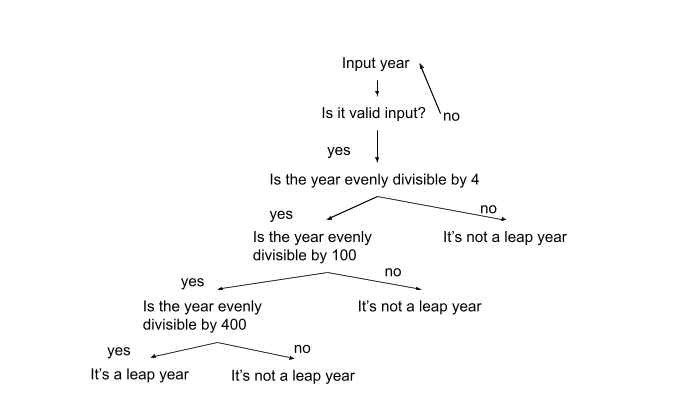 Input year
Is it valid input?
no
yes
Is the year evenly divisible by 4
yes
no
Is the year evenly
divisible by 100
It's not a leap year
yes
no
Is the year evenly
divisible by 400
It's not a leap year
yes
no
It's a leap year
It's not a leap year